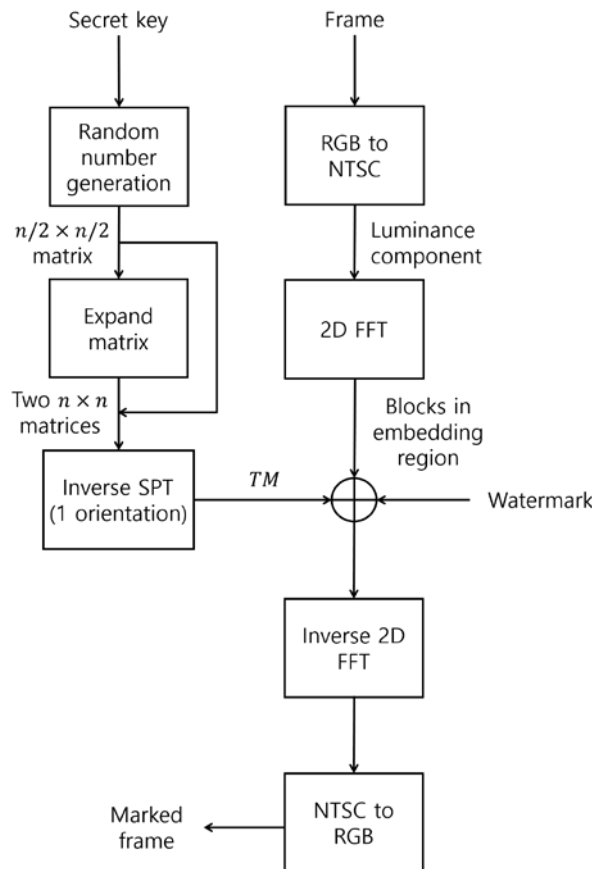 Secret key
Frame
Random
number
generation
RGB to
NTSC
n/2 × n/2
matrix
Luminance
component
Expand
matrix
2D FFT
Two n × n
matrices
Blocks in
embedding
region
Inverse SPT
(1 orientation)
TM
Watermark
Inverse 2D
FFT
NTSC to
RGB
Marked
frame